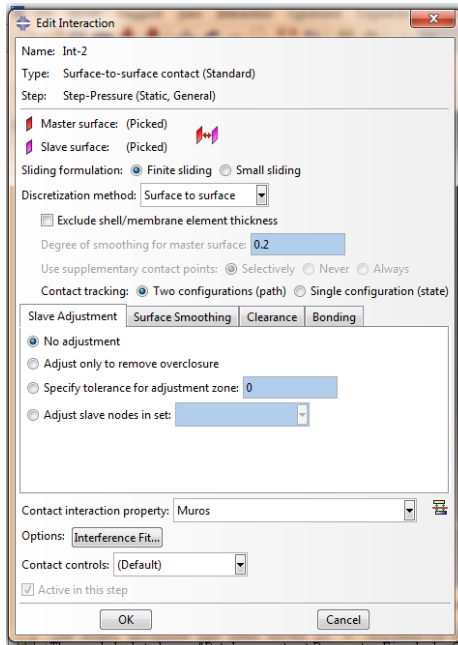 Edit Interaction
Name: Int-2
Type: Surface-to-surface contact (Standard)
Step: Step-Pressure (Static, General)
Master surface: (Picked)
Slave surface: (Picked)
Sliding formulation: Finite sliding Small sliding
Discretization method: Surface to surface
Exclude shell/membrane element thickness
Degree of smoothing for master surface: 0.2
Use supplementary contact points: Selectively Never Always
Contact tracking: Two configurations (path) Single configuration (state)
Slave Adjustment Surface Smoothing Clearance Bonding
No adjustment
Adjust only to remove overclosure
Specify tolerance for adjustment zone: 0
Adjust slave nodes in set:
Contact interaction property: Muros
Options: Interference Fit...
Contact controls: (Default)
Active in this step
OK Cancel